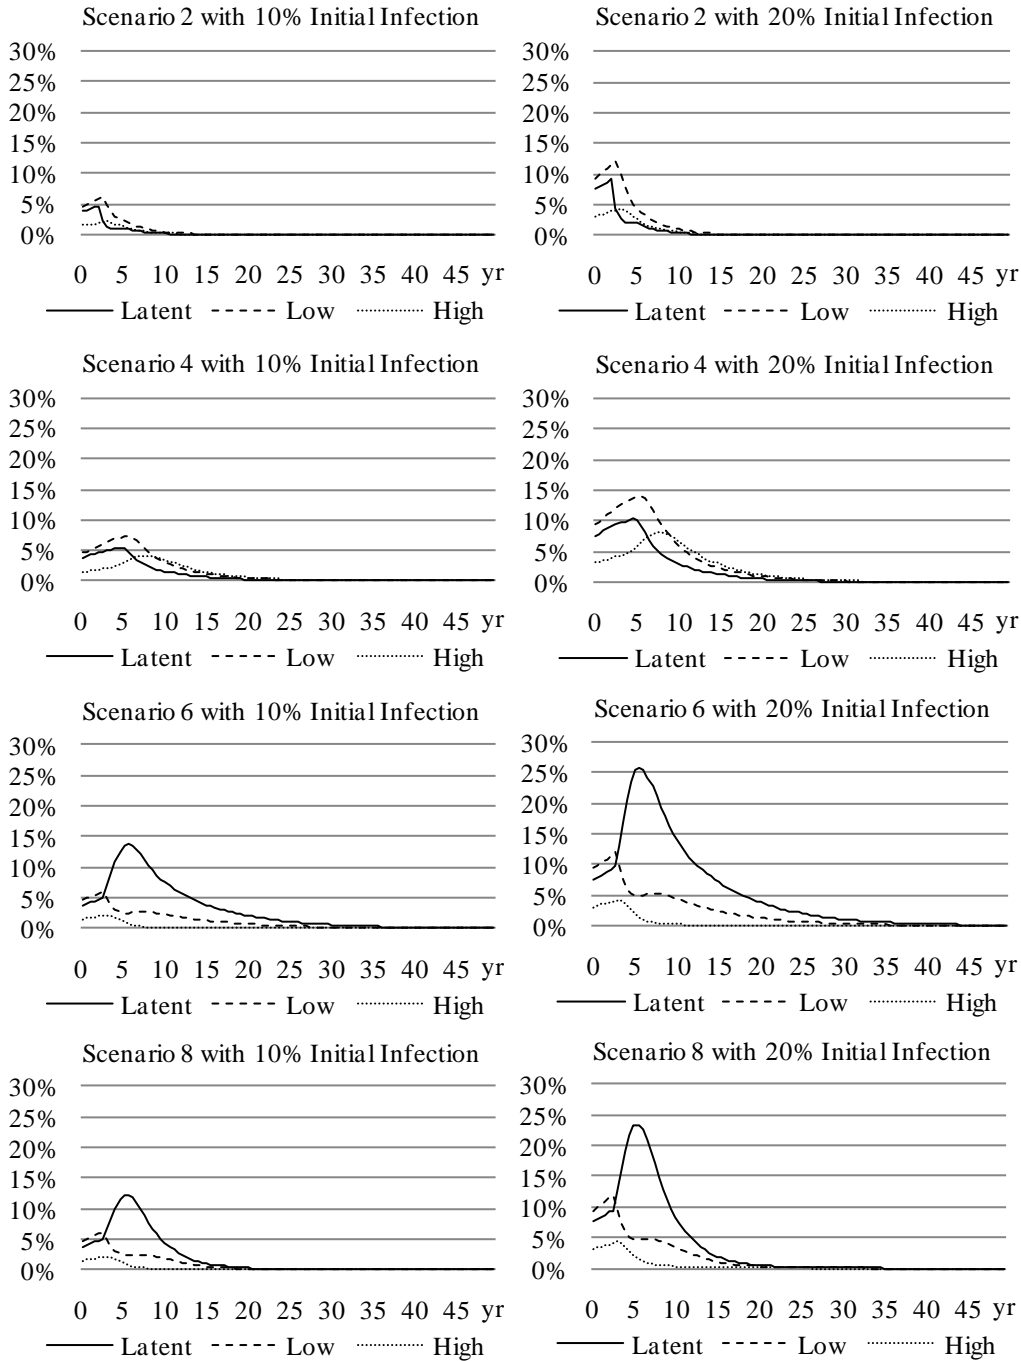 Scenario 2 with 10% Initial Infection
30%
25%
20%
15%
10%
5%
0%
0 5 10 15 20 25 30 35 40 45 yr
Latent Low High
Scenario 2 with 20% Initial Infection
30%
25%
20%
15%
10%
5%
0%
0 5 10 15 20 25 30 35 40 45 yr
Latent Low High
Scenario 4 with 10% Initial Infection
30%
25%
20%
15%
10%
5%
0%
0 5 10 15 20 25 30 35 40 45 yr
Latent Low High
Scenario 4 with 20% Initial Infection
30%
25%
20%
15%
10%
5%
0%
0 5 10 15 20 25 30 35 40 45 yr
Latent Low High
Scenario 6 with 10% Initial Infection
30%
25%
20%
15%
10%
5%
0%
0 5 10 15 20 25 30 35 40 45 yr
Latent Low High
Scenario 6 with 20% Initial Infection
30%
25%
20%
15%
10%
5%
0%
0 5 10 15 20 25 30 35 40 45 yr
Latent Low High
Scenario 8 with 10% Initial Infection
30%
25%
20%
15%
10%
5%
0%
0 5 10 15 20 25 30 35 40 45 yr
Latent Low High
Scenario 8 with 20% Initial Infection
30%
25%
20%
15%
10%
5%
0%
0 5 10 15 20 25 30 35 40 45 yr
Latent Low High